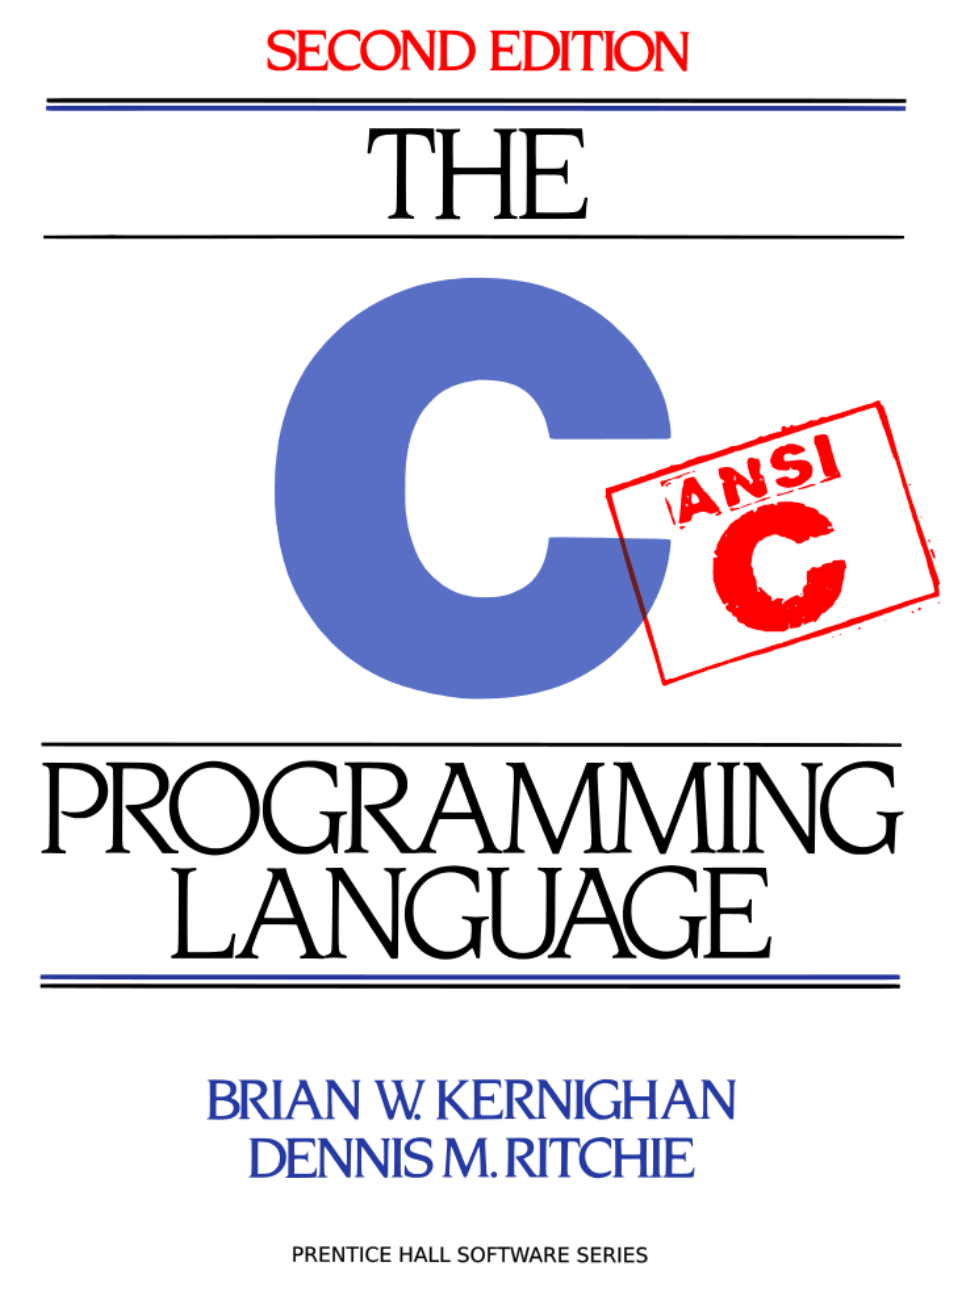 SECOND EDITION
THE
C
ANSI
C
PROGRAMMING
LANGUAGE
BRIAN W. KERNIGHAN
DENNIS M. RITCHIE
PRENTICE HALL SOFTWARE SERIES